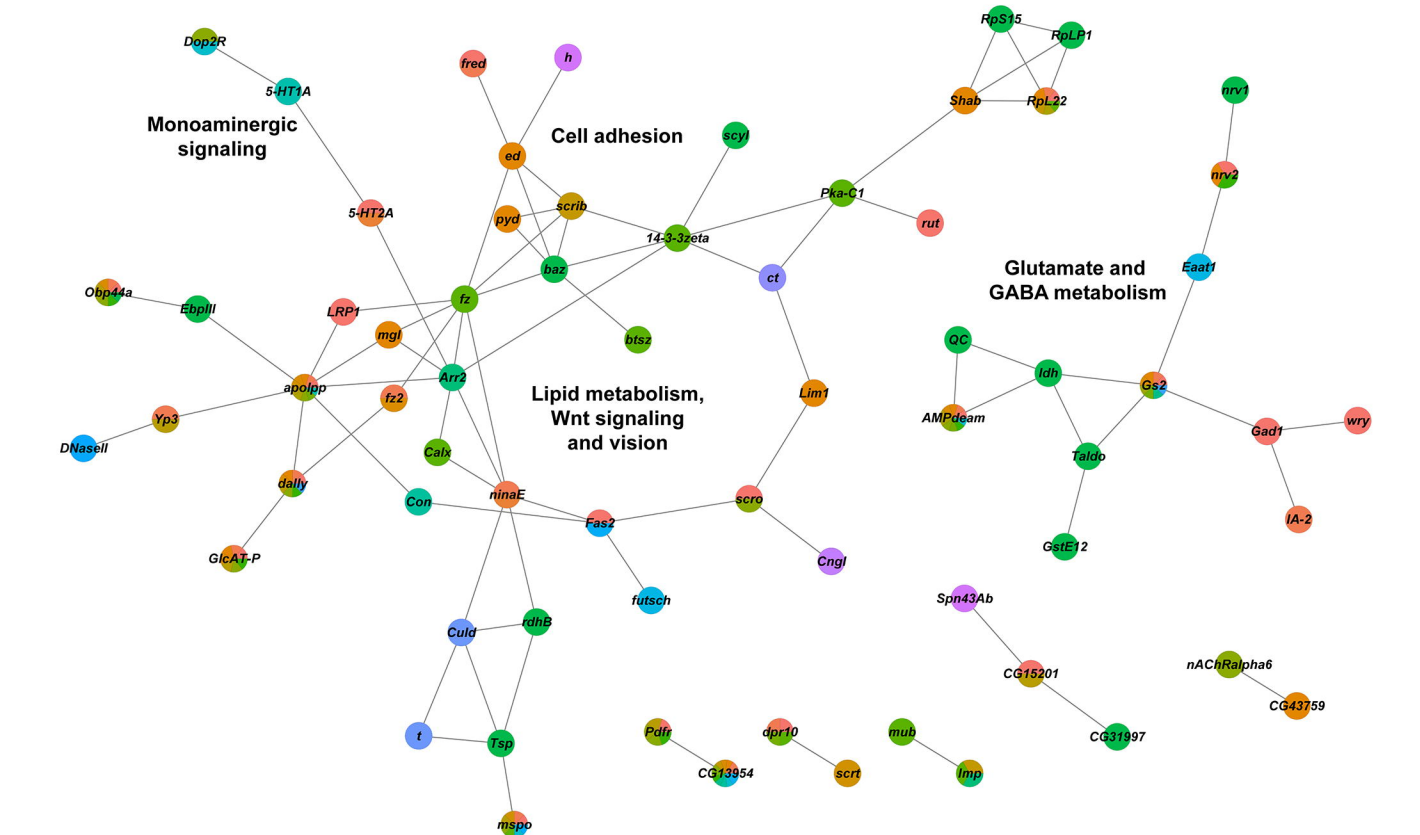 RpS15
RpLP1
Dop2R
h
fred
5-HT1A
nrv1
Shab
RpL22
Monoaminergic
signaling
Cell adhesion
scyl
ed
nrv2
Pka-C1
scrib
5-HT2A
pyd
rut
14-3-3zeta
Glutamate and
GABA metabolism
Eaat1
baz
ct
Obp44a
EbpIII
fz
LRP1
mgl
btsz
QC
Arr2
Idh
apolpp
Gs2
Lipid metabolism,
Wnt signaling
and vision
Lim1
fz2
Yp3
AMPdeam
Gad1
wry
DNaseII
Calx
Taldo
dally
ninaE
Con
scro
Fas2
IA-2
GlcAT-P
Cngl
GstE12
futsch
Spn43Ab
Culd
rdhB
nAChRalpha6
CG15201
CG43759
t
Tsp
Pdfr
dpr10
mub
CG31997
CG13954
scrt
Imp
mspo